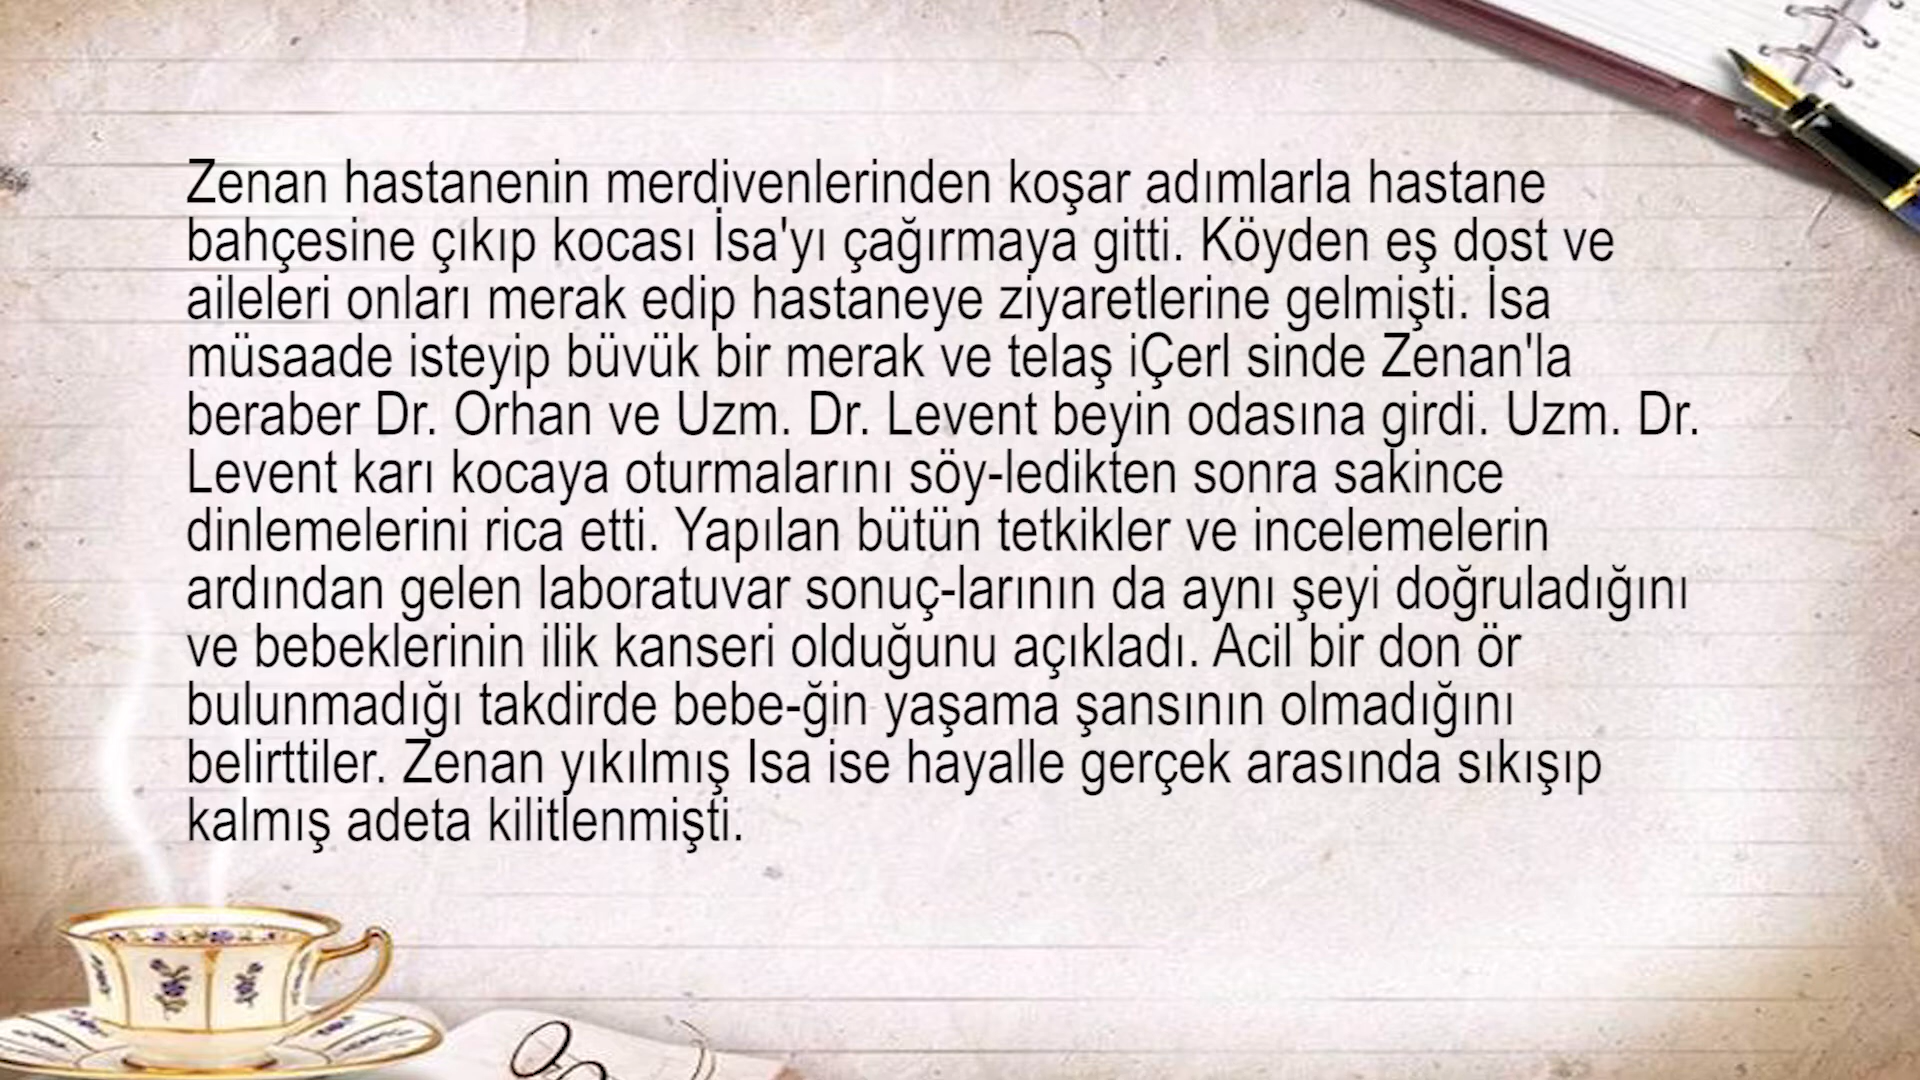 Zenan hastanenin merdivenlerinden koşar adımlarla hastane
bahçesine çıkıp kocası İsa'yı çağırmaya gitti. Köyden eş dost ve
aileleri onları merak edip hastaneye ziyaretlerine gelmişti. İsa
müsaade isteyip büvük bir merak ve telaş iÇerl sinde Zenan'la
beraber Dr. Orhan ve Uzm. Dr. Levent beyin odasına girdi. Uzm. Dr.
Levent karı kocaya oturmalarını söy-ledikten sonra sakince
dinlemelerini rica etti. Yapılan bütün tetkikler ve incelemelerin
ardından gelen laboratuvar sonuç-larının da aynı şeyi doğruladığını
ve bebeklerinin ilik kanseri olduğunu açıkladı. Acil bir don ör
bulunmadığı takdirde bebe-ğin yaşama şansının olmadığını
belirttiler. Zenan yıkılmış Isa ise hayalle gerçek arasında sıkışıp
kalmış adeta kilitlenmişti.